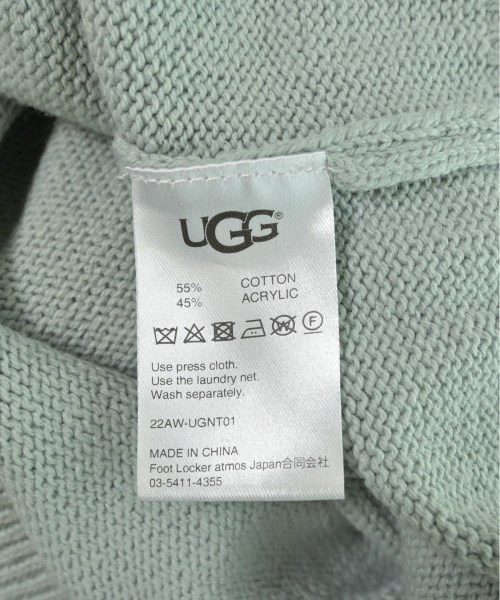 UGG®
55% COTTON
45% ACRYLIC
W F
Use press cloth.
Use the laundry net.
Wash separately.
22AW-UGNT01
MADE IN CHINA
Foot Locker atmos Japan合同会社
03-5411-4355